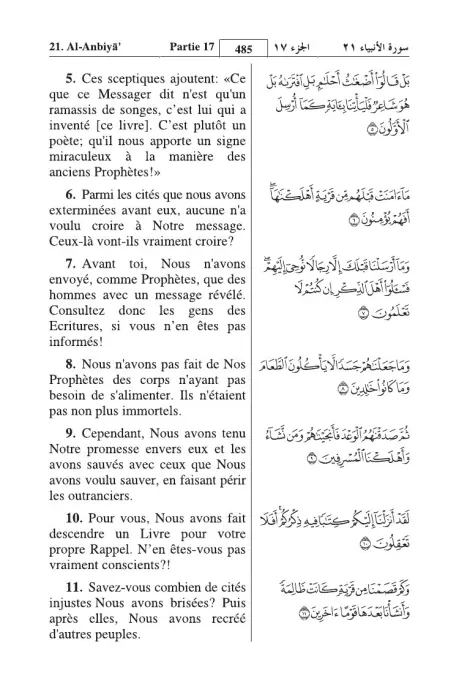 21. Al-Anbiyā' Partie 17 485 الجزء ١٧ سورة الأنبياء ٢١
5. Ces sceptiques ajoutent: «Ce
que ce Messager dit n'est qu'un
ramassis de songes, c’est lui qui a
inventé [ce livre]. C’est plutôt un
poète; qu'il nous apporte un signe
miraculeux à la manière des
anciens Prophètes!»
بَلْ قَالُوٓا۟ أَضْغَٰثُ أَحْلَٰمٍۭ بَلِ ٱفْتَرَىٰهُ بَلْ
هُوَ شَاعِرٌ فَلْيَأْتِنَا بِـَٔايَةٍ كَمَآ أُرْسِلَ
ٱلْأَوَّلُونَ ٥
6. Parmi les cités que nous avons
exterminées avant eux, aucune n'a
voulu croire à Notre message.
Ceux-là vont-ils vraiment croire?
مَآ ءَامَنَتْ قَبْلَهُم مِّن قَرْيَةٍ أَهْلَكْنَٰهَآ ۖ
أَفَهُمْ يُؤْمِنُونَ ٦
7. Avant toi, Nous n'avons
envoyé, comme Prophètes, que des
hommes avec un message révélé.
Consultez donc les gens des
Ecritures, si vous n’en êtes pas
informés!
وَمَآ أَرْسَلْنَا قَبْلَكَ إِلَّا رِجَالًا نُّوحِىٓ إِلَيْهِمْ ۖ
فَسْـَٔلُوٓا۟ أَهْلَ ٱلذِّكْرِ إِن كُنتُمْ لَا
تَعْلَمُونَ ٧
8. Nous n'avons pas fait de Nos
Prophètes des corps n'ayant pas
besoin de s'alimenter. Ils n'étaient
pas non plus immortels.
وَمَا جَعَلْنَٰهُمْ جَسَدًا لَّا يَأْكُلُونَ ٱلطَّعَامَ
وَمَا كَانُوا۟ خَٰلِدِينَ ٨
9. Cependant, Nous avons tenu
Notre promesse envers eux et les
avons sauvés avec ceux que Nous
avons voulu sauver, en faisant périr
les outranciers.
ثُمَّ صَدَقْنَٰهُمُ ٱلْوَعْدَ فَأَنجَيْنَٰهُمْ وَمَن نَّشَآءُ
وَأَهْلَكْنَا ٱلْمُسْرِفِينَ ٩
10. Pour vous, Nous avons fait
descendre un Livre pour votre
propre Rappel. N’en êtes-vous pas
vraiment conscients?!
لَقَدْ أَنزَلْنَآ إِلَيْكُمْ كِتَٰبًا فِيهِ ذِكْرُكُمْ ۖ أَفَلَا
تَعْقِلُونَ ١٠
11. Savez-vous combien de cités
injustes Nous avons brisées? Puis
après elles, Nous avons recréé
d'autres peuples.
وَكَمْ قَصَمْنَا مِن قَرْيَةٍ كَانَتْ ظَالِمَةً
وَأَنشَأْنَا بَعْدَهَا قَوْمًا ءَاخَرِينَ ١١